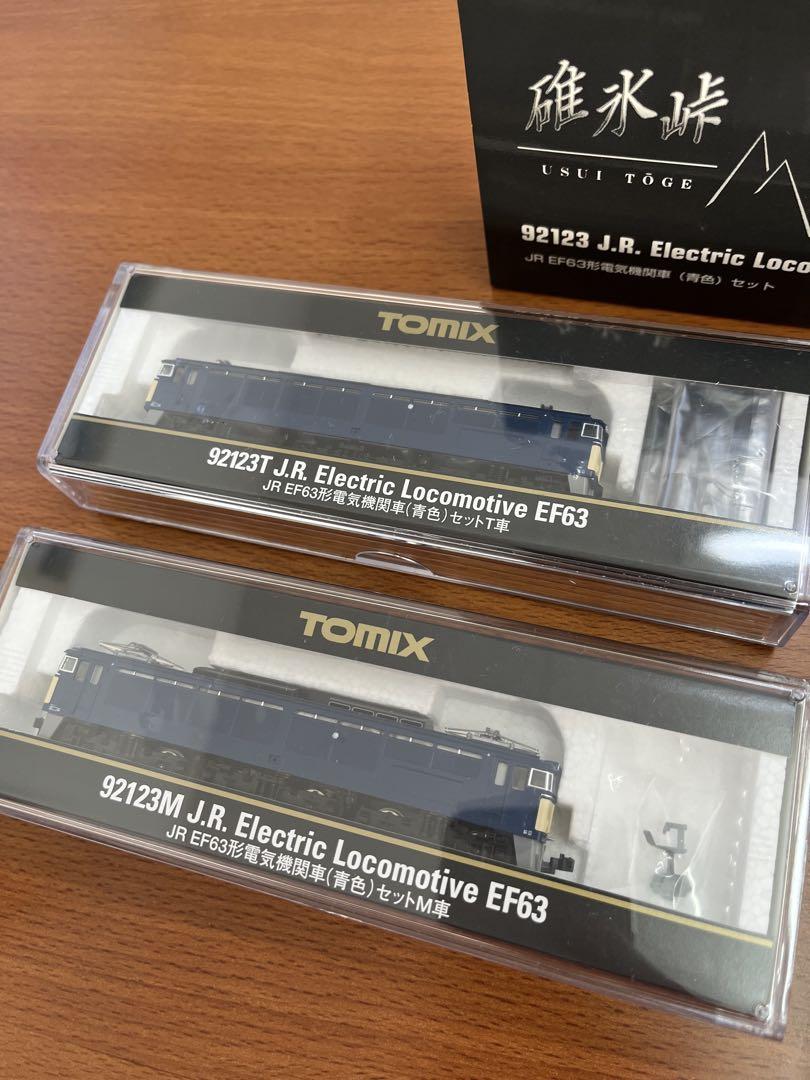 碓氷峠
USUI TŌGE
92123 J.R. Electric Loco
JR EF63形電気機関車（青色）セット
TOMIX
92123T J.R. Electric Locomotive EF63
JR EF63形電気機関車(青色)セットT車
TOMIX
92123M J.R. Electric Locomotive EF63
JR EF63形電気機関車(青色)セットM車